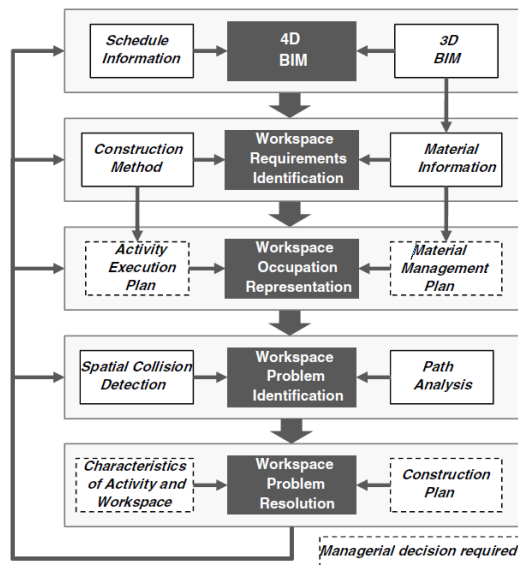 Schedule
Information
4D
BIM
3D
BIM
Construction
Method
Workspace
Requirements
Identification
Material
Information
Activity
Execution
Plan
Workspace
Occupation
Representation
Material
Management
Plan
Spatial Collision
Detection
Workspace
Problem
Identification
Path
Analysis
Characteristics
of Activity and
Workspace
Workspace
Problem
Resolution
Construction
Plan
Managerial decision required